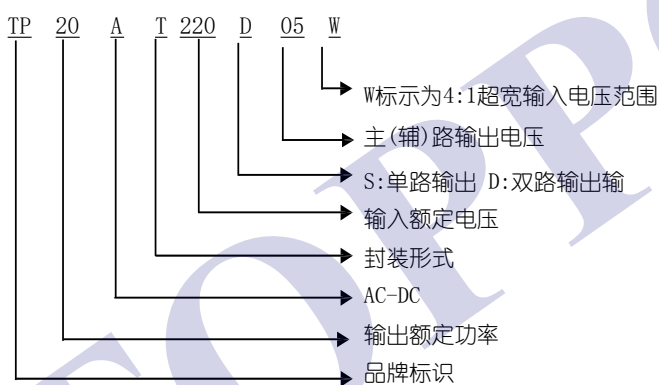 TP 20 A T 220 D 05 W
W标示为4:1超宽输入电压范围
主(辅)路输出电压
S:单路输出 D:双路输出输
输入额定电压
封装形式
AC-DC
输出额定功率
品牌标识